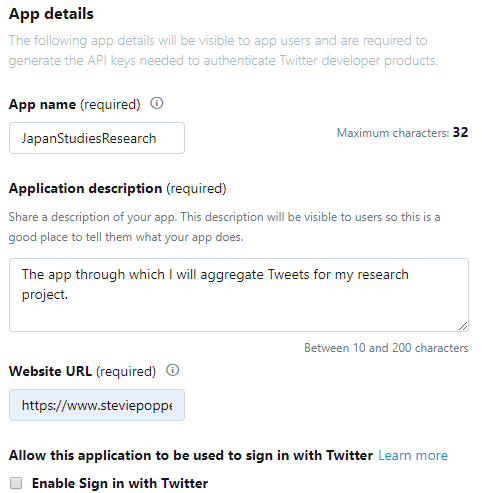 App details
The following app details will be visible to app users and are required to
generate the API keys needed to authenticate Twitter developer products.
App name (required)
JapanStudiesResearch
Maximum characters: 32
Application description (required)
Share a description of your app. This description will be visible to users so this is a
good place to tell them what your app does.
The app through which I will aggregate Tweets for my research
project.
Between 10 and 200 characters
Website URL (required)
https://www.steviepoppe
Allow this application to be used to sign in with Twitter Learn more
Enable Sign in with Twitter